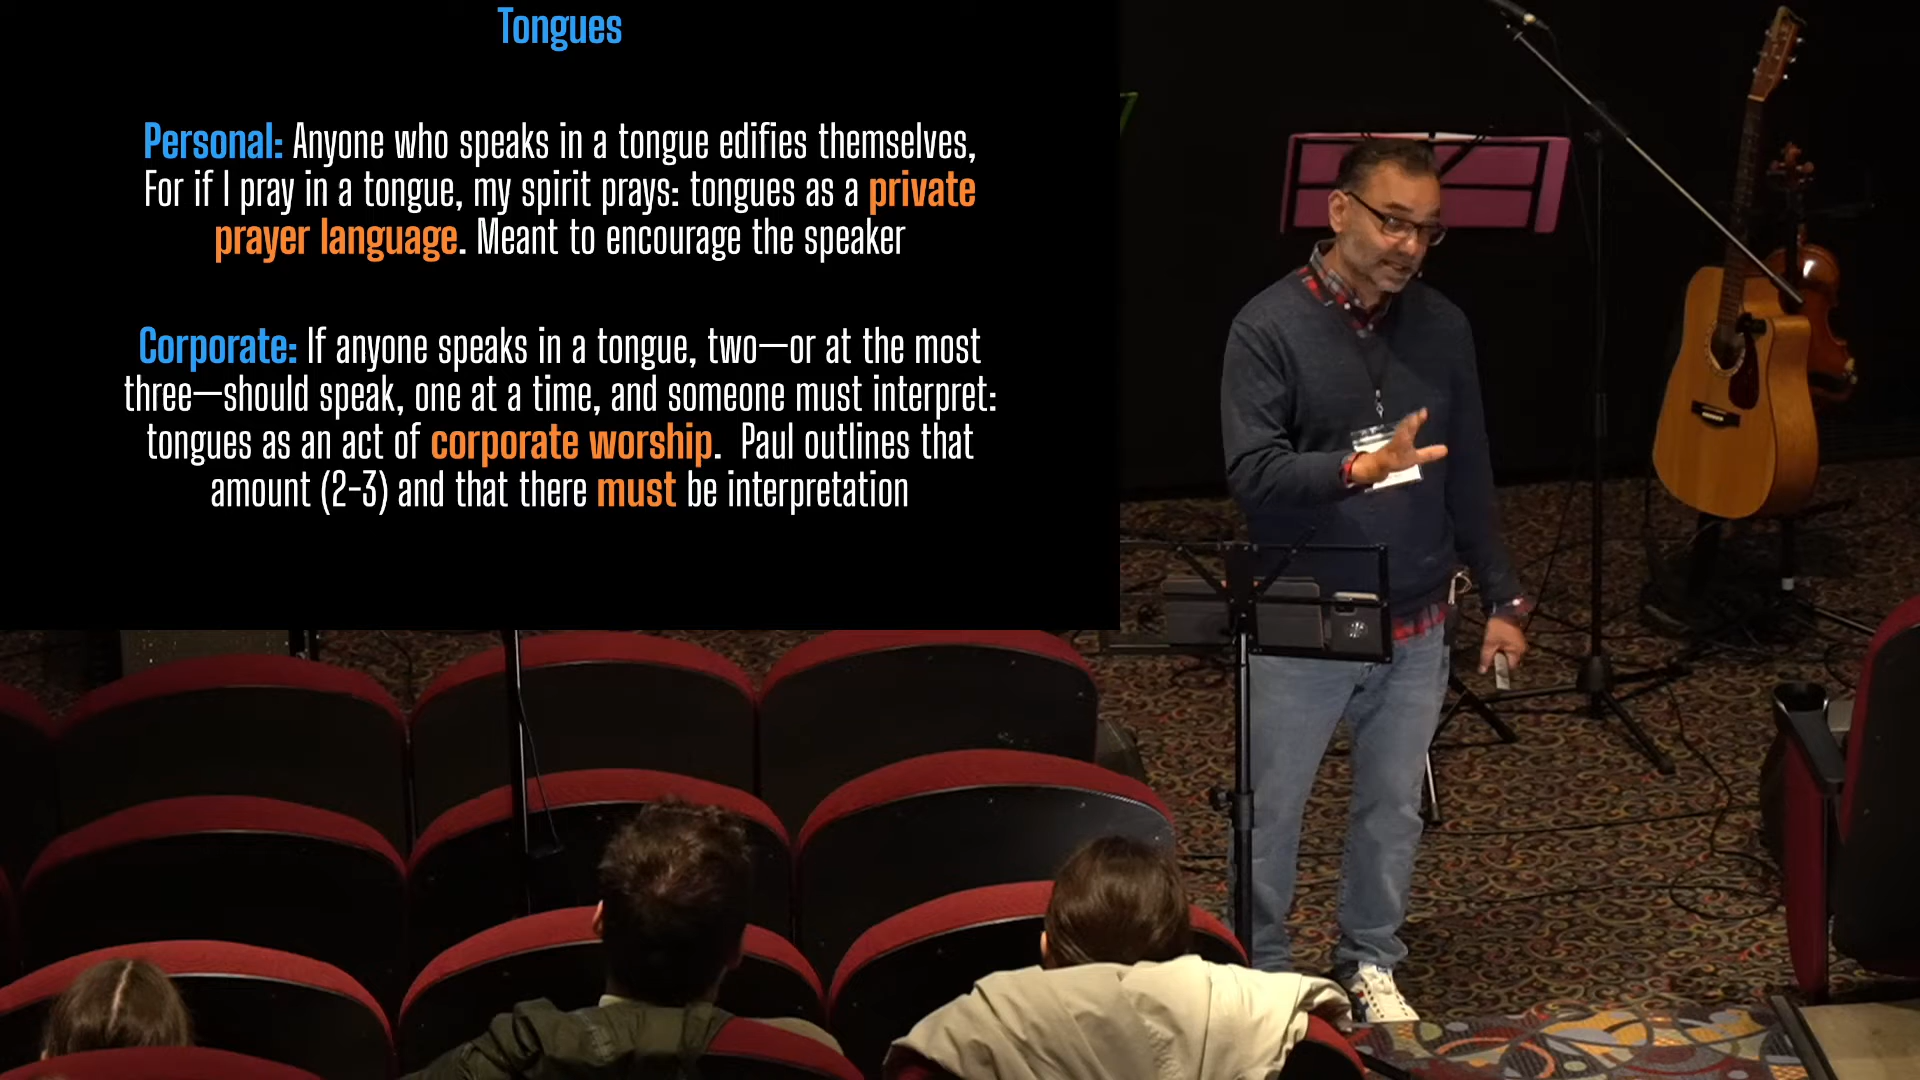 Tongues
Personal: Anyone who speaks in a tongue edifies themselves,
For if I pray in a tongue, my spirit prays: tongues as a private
prayer language. Meant to encourage the speaker
Corporate: If anyone speaks in a tongue, two—or at the most
three—should speak, one at a time, and someone must interpret:
tongues as an act of corporate worship.  Paul outlines that
amount (2-3) and that there must be interpretation